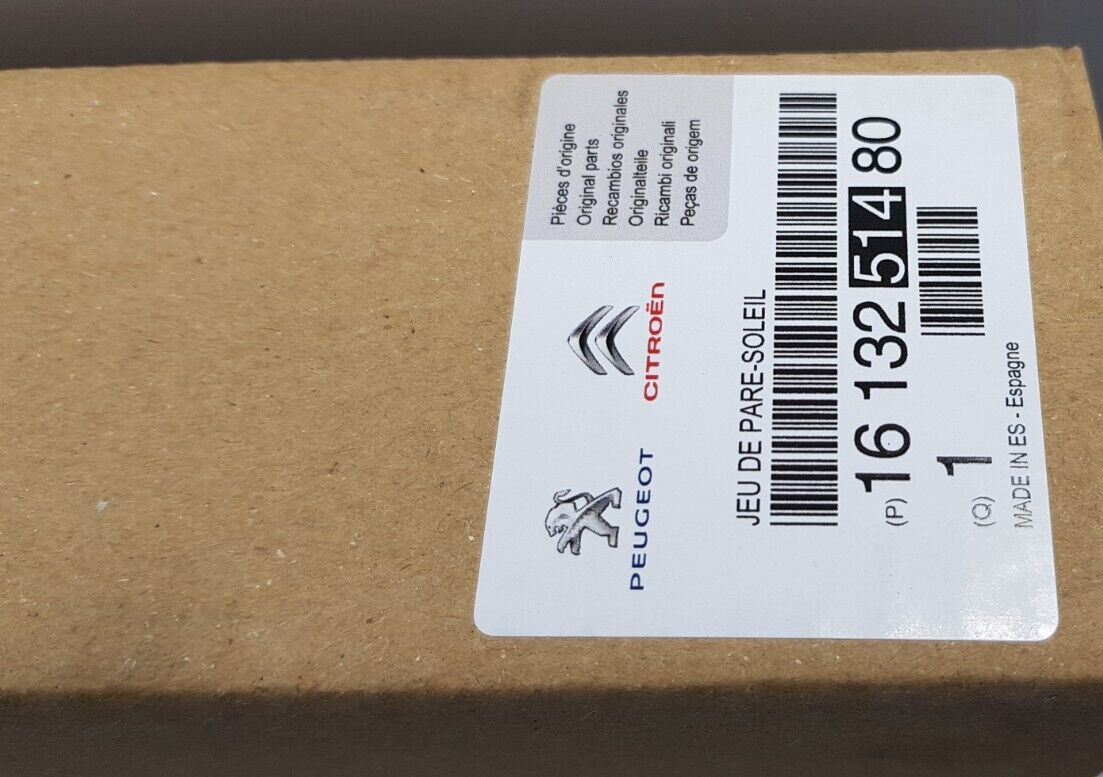 PEUGEOT
CITROËN
Pièces d'origine
Original parts
Recambios originales
Originalteile
Ricambi originali
Peças de origem
JEU DE PARE-SOLEIL
(P) 16 132 514 80
(Q) 1
MADE IN ES - Espagne